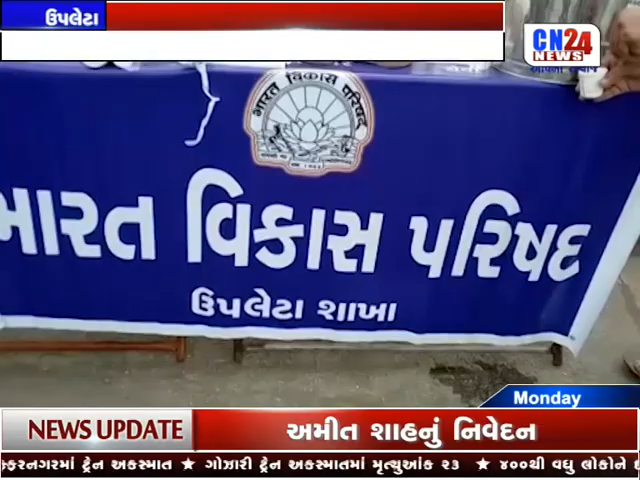 ઉપલેટા
CN24
NEWS
ભારત વિકાસ પરિષદ
ભારત વિકાસ પરિષદ
ઉપલેટા શાખા
Monday
NEWS UPDATE
અમીત શાહનું નિવેદન
ટ્રેન અકસ્માત ★ ગોઝારી ટ્રેન અકસ્માતમાં મૃત્યુઆંક ૨૩ ★ ૪૦૦થી વધુ લોકોને